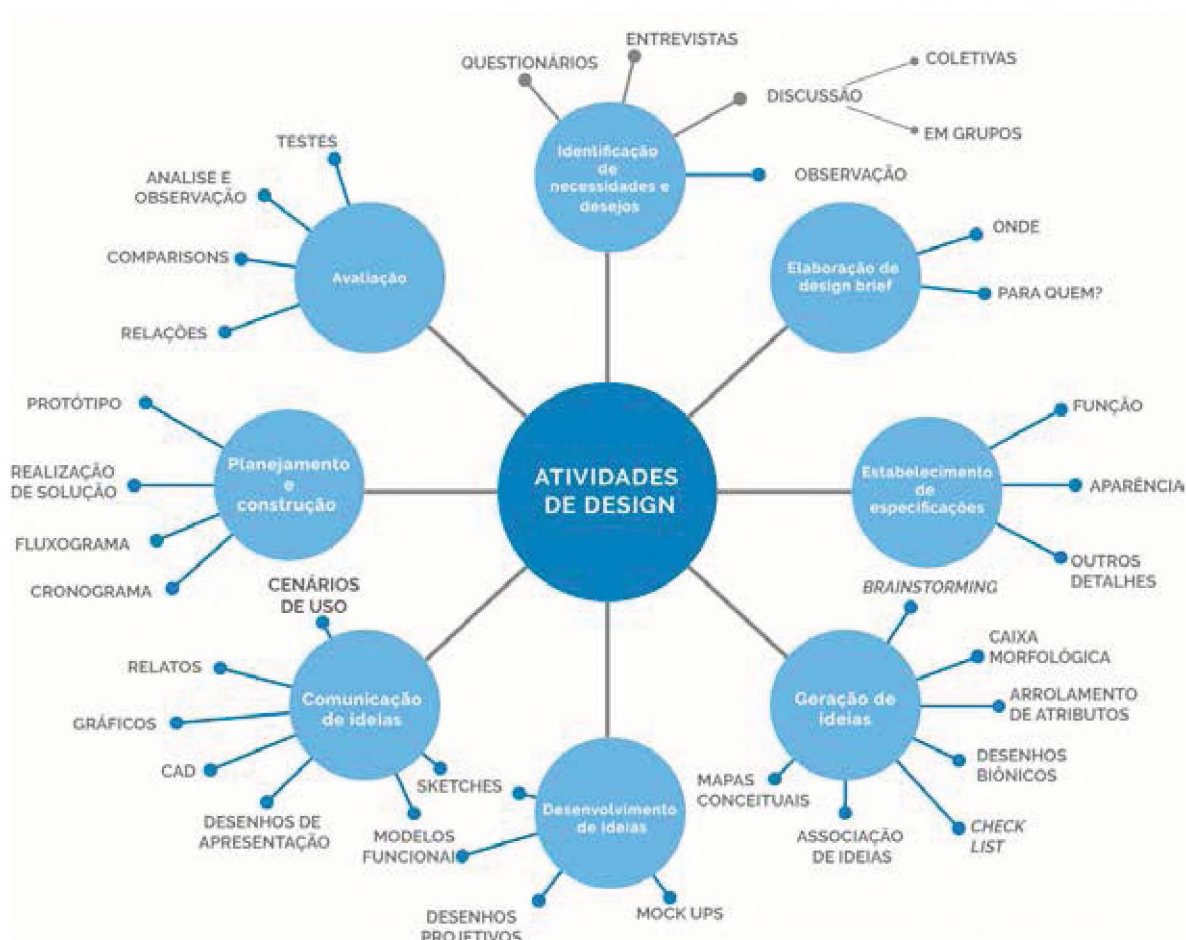 ENTREVISTAS
QUESTIONÁRIOS
COLETIVAS
DISCUSSÃO
EM GRUPOS
OBSERVAÇÃO
Identificação
de
necessidades e
desejos
TESTES
ANALISE E
OBSERVAÇÃO
COMPARISONS
RELAÇÕES
Avaliação
ONDE
PARA QUEM?
Elaboração de
design brief
PROTÓTIPO
REALIZAÇÃO
DE SOLUÇÃO
FLUXOGRAMA
CRONOGRAMA
Planejamento
e
construção
ATIVIDADES
DE DESIGN
Estabelecimento
de
especificações
FUNÇÃO
APARÊNCIA
OUTROS
DETALHES
CENÁRIOS
DE USO
RELATOS
GRÁFICOS
CAD
DESENHOS DE
APRESENTAÇÃO
Comunicação
de ideias
SKETCHES
MODELOS
FUNCIONAI
DESENHOS
PROJETIVOS
MOCK UPS
Desenvolvimento
de ideias
BRAINSTORMING
CAIXA
MORFOLÓGICA
ARROLAMENTO
DE ATRIBUTOS
DESENHOS
BIÔNICOS
CHECK
LIST
ASSOCIAÇÃO
DE IDEIAS
MAPAS
CONCEITUAIS
Geração de
ideias